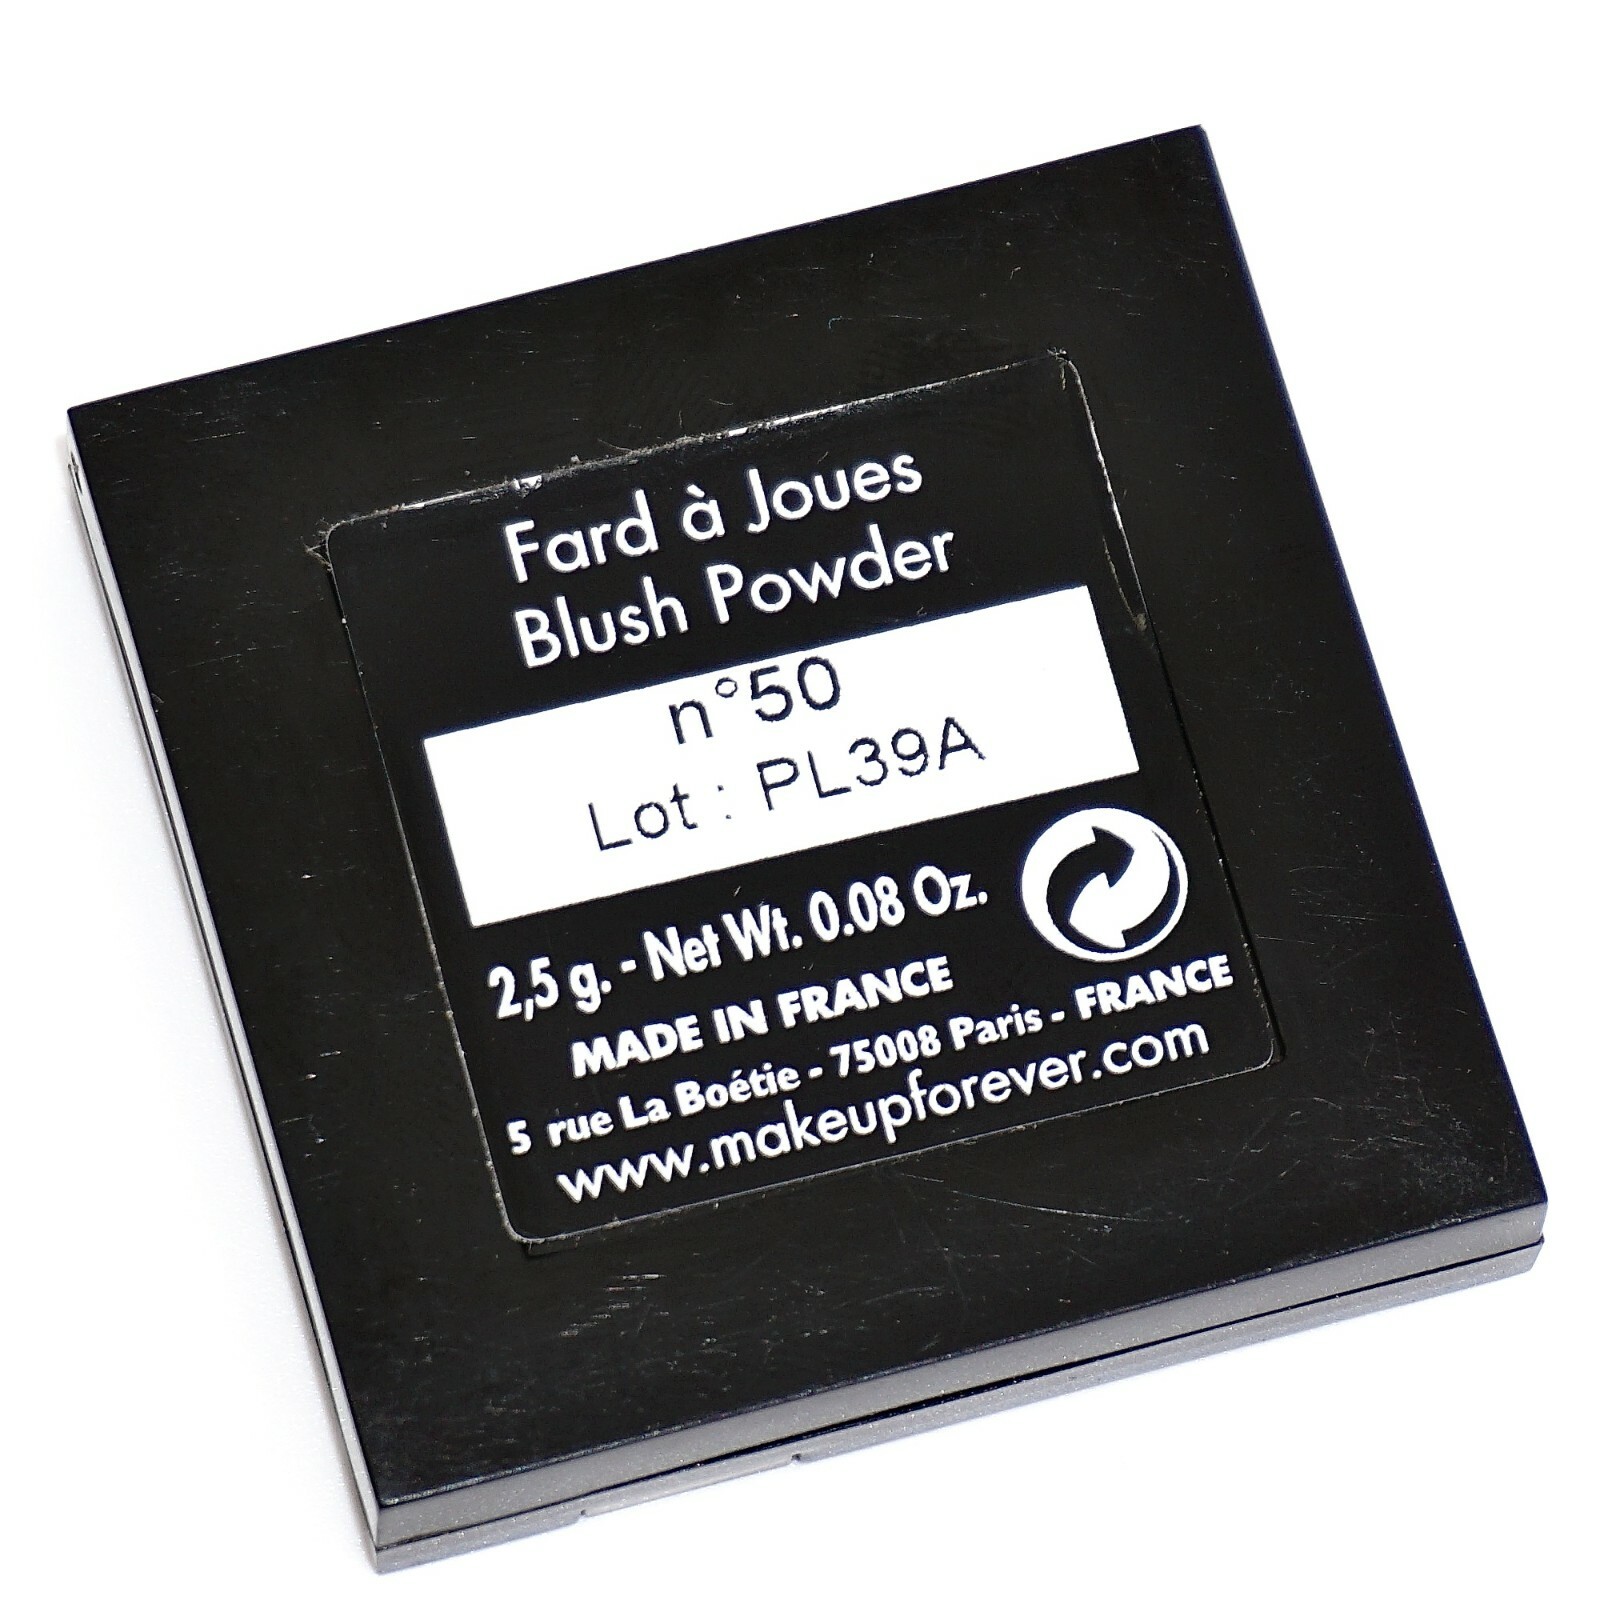 Fard à Joues
Blush Powder
n°50
Lot : PL39A
2,5 g. - Net Wt. 0.08 Oz.
MADE IN FRANCE
5 rue La Boétie - 75008 Paris - FRANCE
www.makeupforever.com